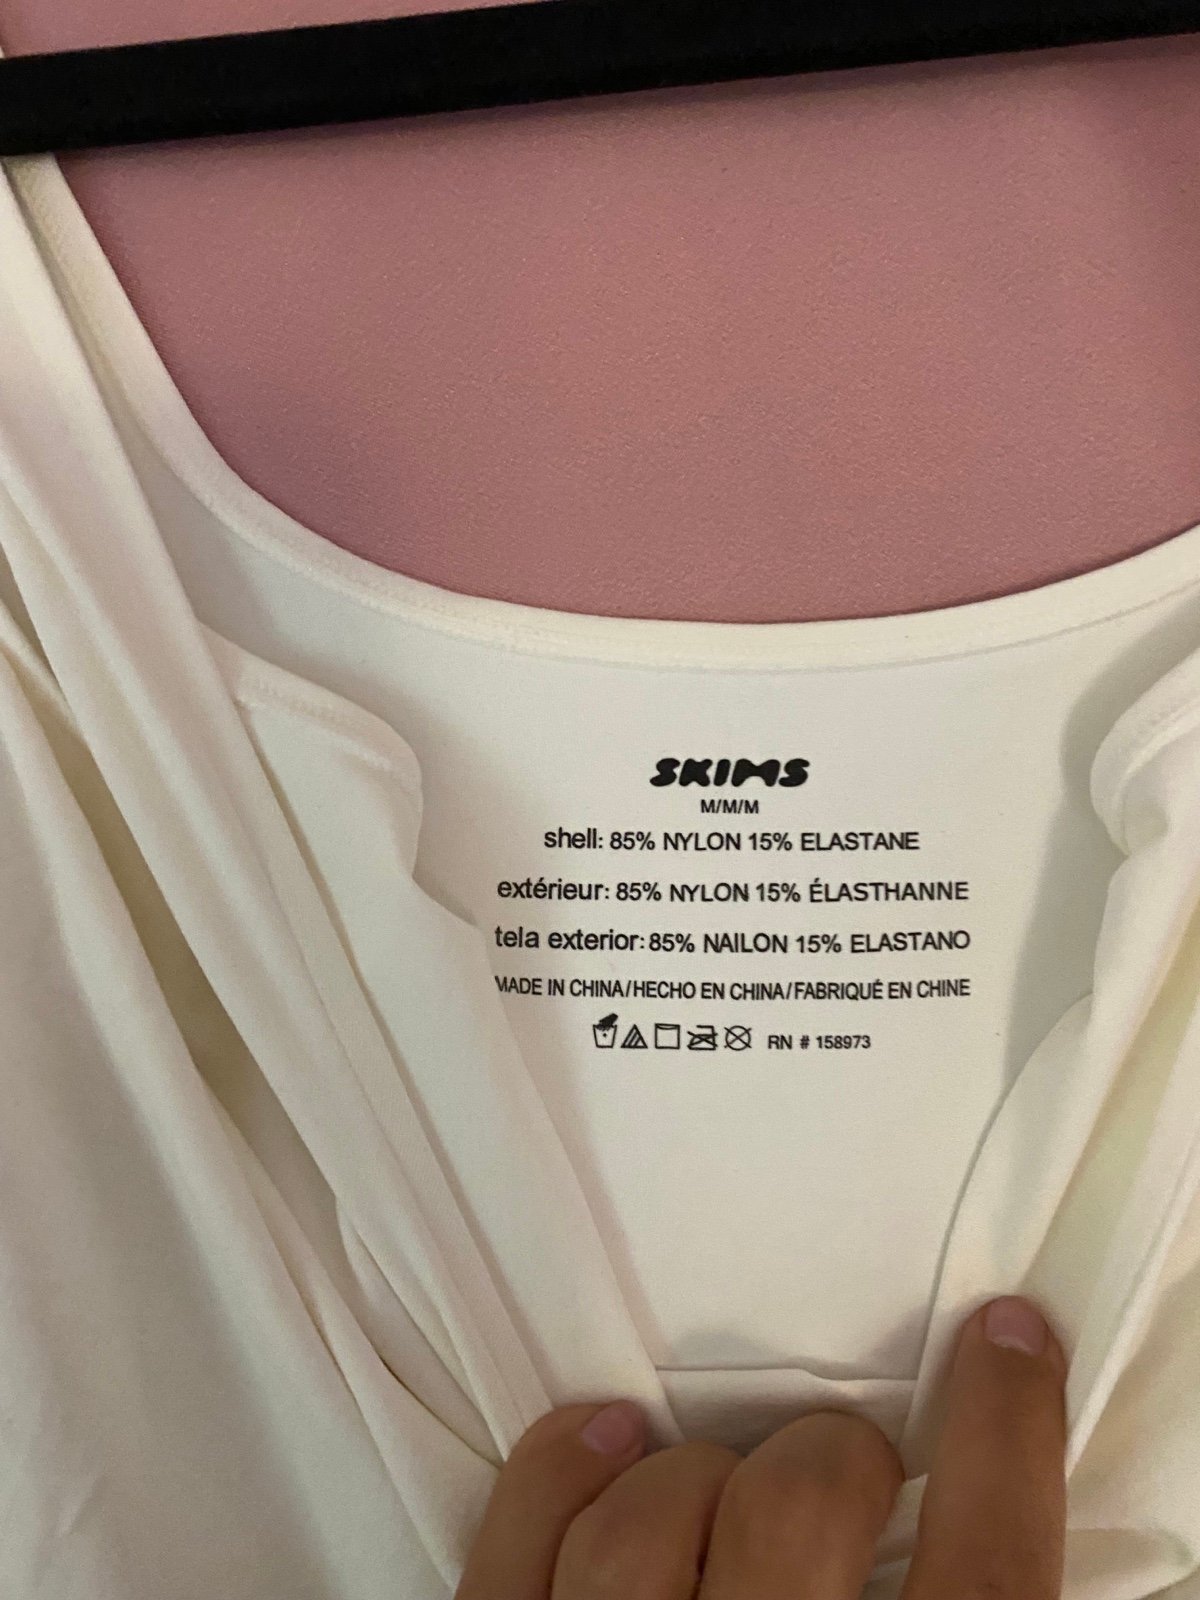 SKIMS
M/M/M
shell: 85% NYLON 15% ELASTANE
extérieur: 85% NYLON 15% ÉLASTHANNE
tela exterior: 85% NAILON 15% ELASTANO
MADE IN CHINA/HECHO EN CHINA/FABRIQUÉ EN CHINE
RN # 158973